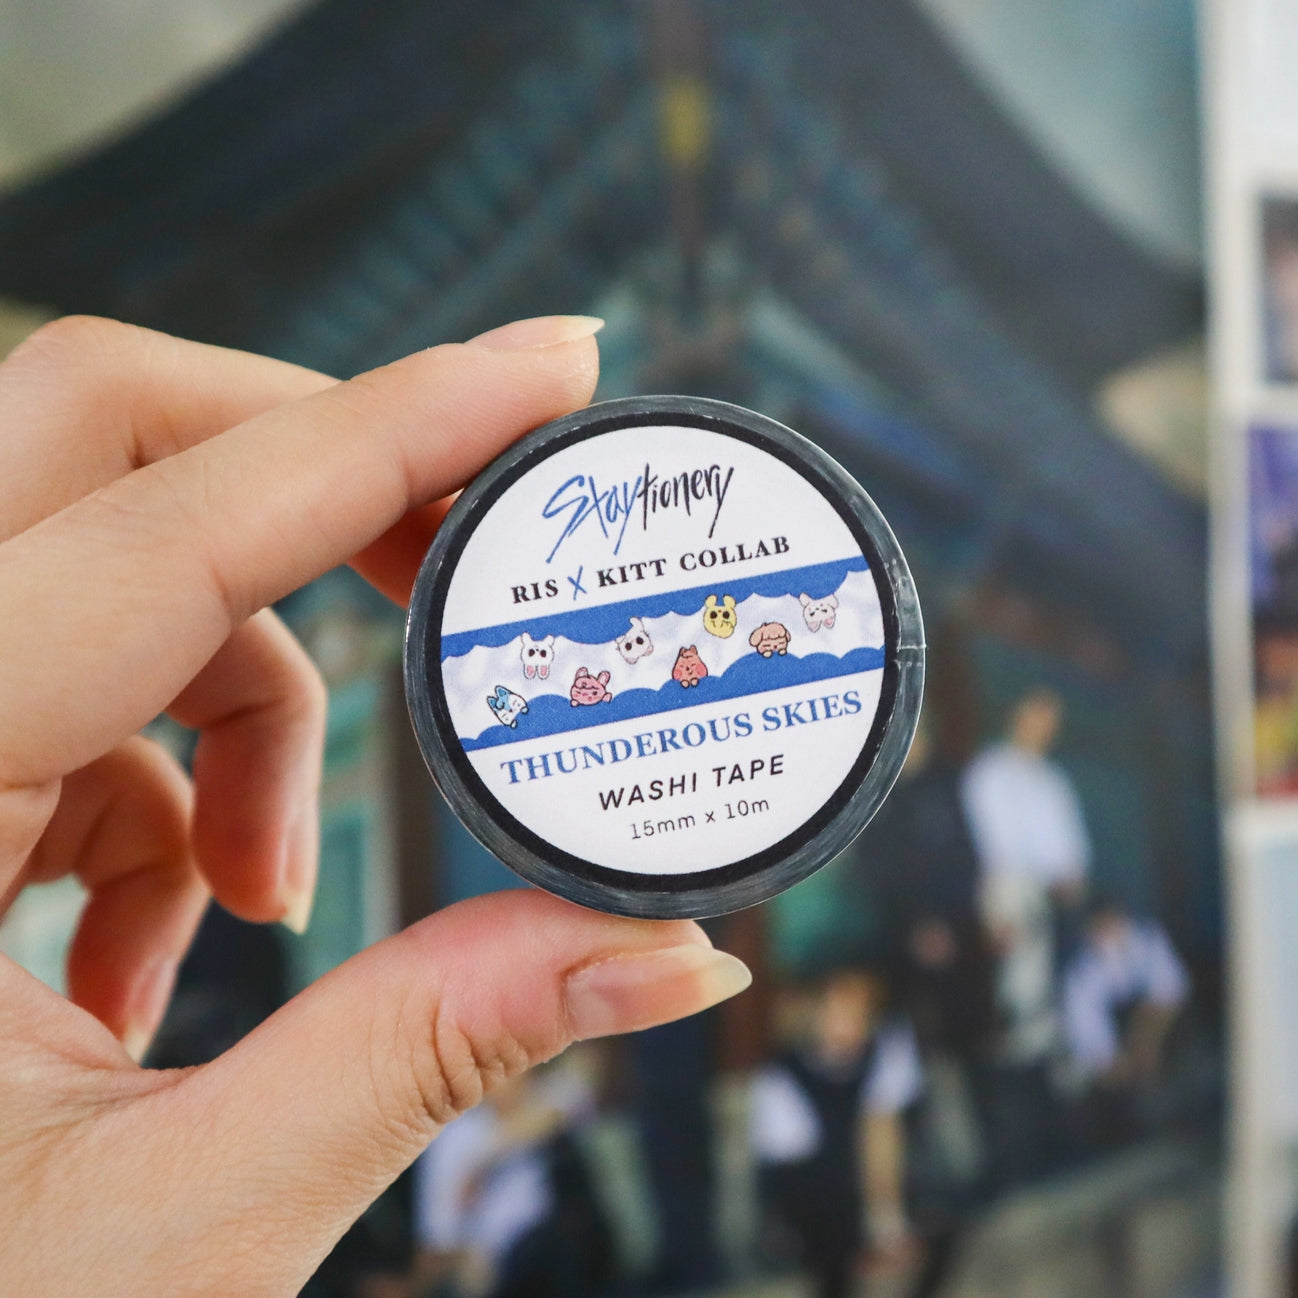 Staytionery
RIS X KITT COLLAB
THUNDEROUS SKIES
WASHI TAPE
15mm x 10m